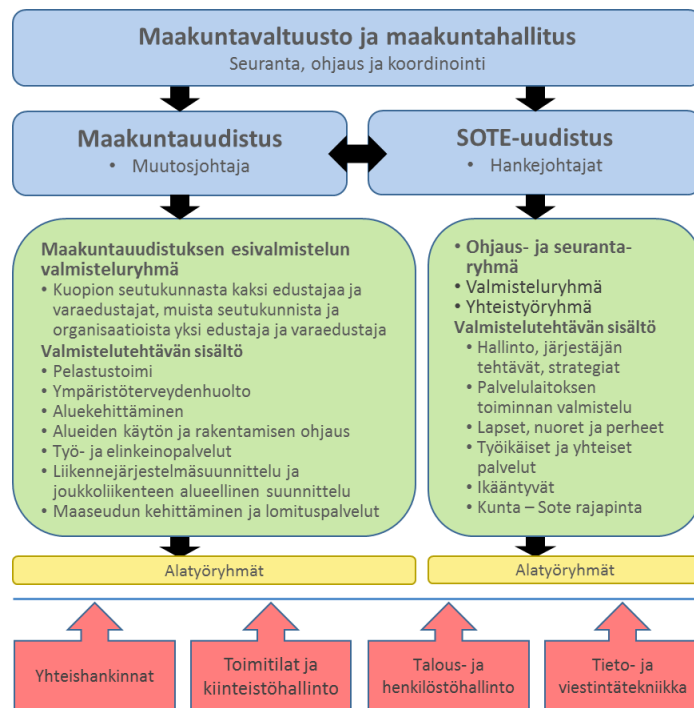 Maakuntavaltuusto ja maakuntahallitus
Seuranta, ohjaus ja koordinointi
Maakuntauudistus
• Muutosjohtaja
SOTE-uudistus
• Hankejohtajat
Maakuntauudistuksen esivalmistelun
valmisteluryhmä
• Kuopion seutukunnasta kaksi edustajaa ja
varaedustajat, muista seutukunnista ja
organisaatioista yksi edustaja ja varaedustaja
Valmistelutehtävän sisältö
• Pelastustoimi
• Ympäristöterveydenhuolto
• Aluekehittäminen
• Alueiden käytön ja rakentamisen ohjaus
• Työ- ja elinkeinopalvelut
• Liikennejärjestelmäsuunnittelu ja
joukkoliikenteen alueellinen suunnittelu
• Maaseudun kehittäminen ja lomituspalvelut
• Ohjaus- ja seuranta-
ryhmä
• Valmisteluryhmä
• Yhteistyöryhmä
Valmistelutehtävän sisältö
• Hallinto, järjestäjän
tehtävät, strategiat
• Palvelulaitoksen
toiminnan valmistelu
• Lapset, nuoret ja perheet
• Työikäiset ja yhteiset
palvelut
• Ikääntyvät
• Kunta – Sote rajapinta
Alatyöryhmät
Alatyöryhmät
Yhteishankinnat
Toimitilat ja
kiinteistöhallinto
Talous- ja
henkilöstöhallinto
Tieto- ja
viestintätekniikka